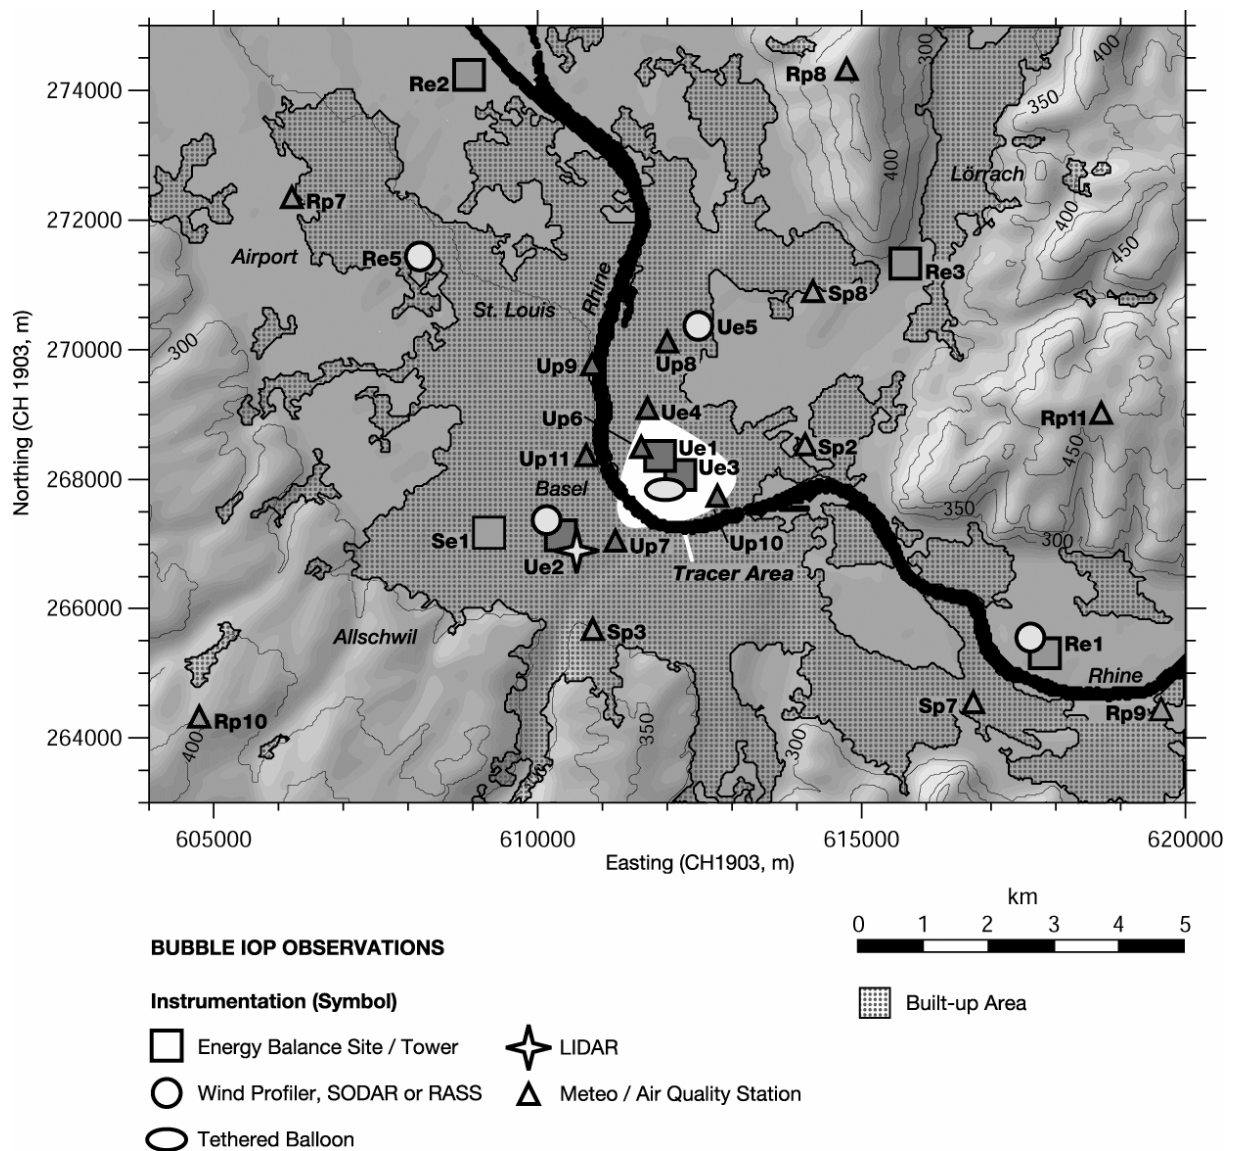 Re2
Rp8
300
400
350
274000
Lörrach
400
Rp7
272000
400
450
Airport
Re5
Re3
Rhine
Sp8
St. Louis
Ue5
270000
300
Up9
Up8
Up6
Ue4
Rp11
Ue1
Sp2
Up11
Ue3
450
268000
Basel
350
Se1
Up7
Up10
300
Ue2
Tracer Area
266000
Allschwil
Sp3
Re1
Rhine
Sp7
Rp9
Rp10
400
350
300
264000
Northing (CH 1903, m)
605000 610000 615000 620000
Easting (CH1903, m)
km
0 1 2 3 4 5
BUBBLE IOP OBSERVATIONS
Instrumentation (Symbol)
Built-up Area
Energy Balance Site / Tower
LIDAR
Wind Profiler, SODAR or RASS
Meteo / Air Quality Station
Tethered Balloon